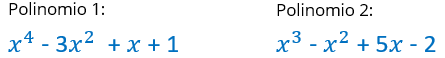 Polinomio 1: Polinomio 2:
x⁴ - 3x² + x + 1 x³ - x² + 5x - 2